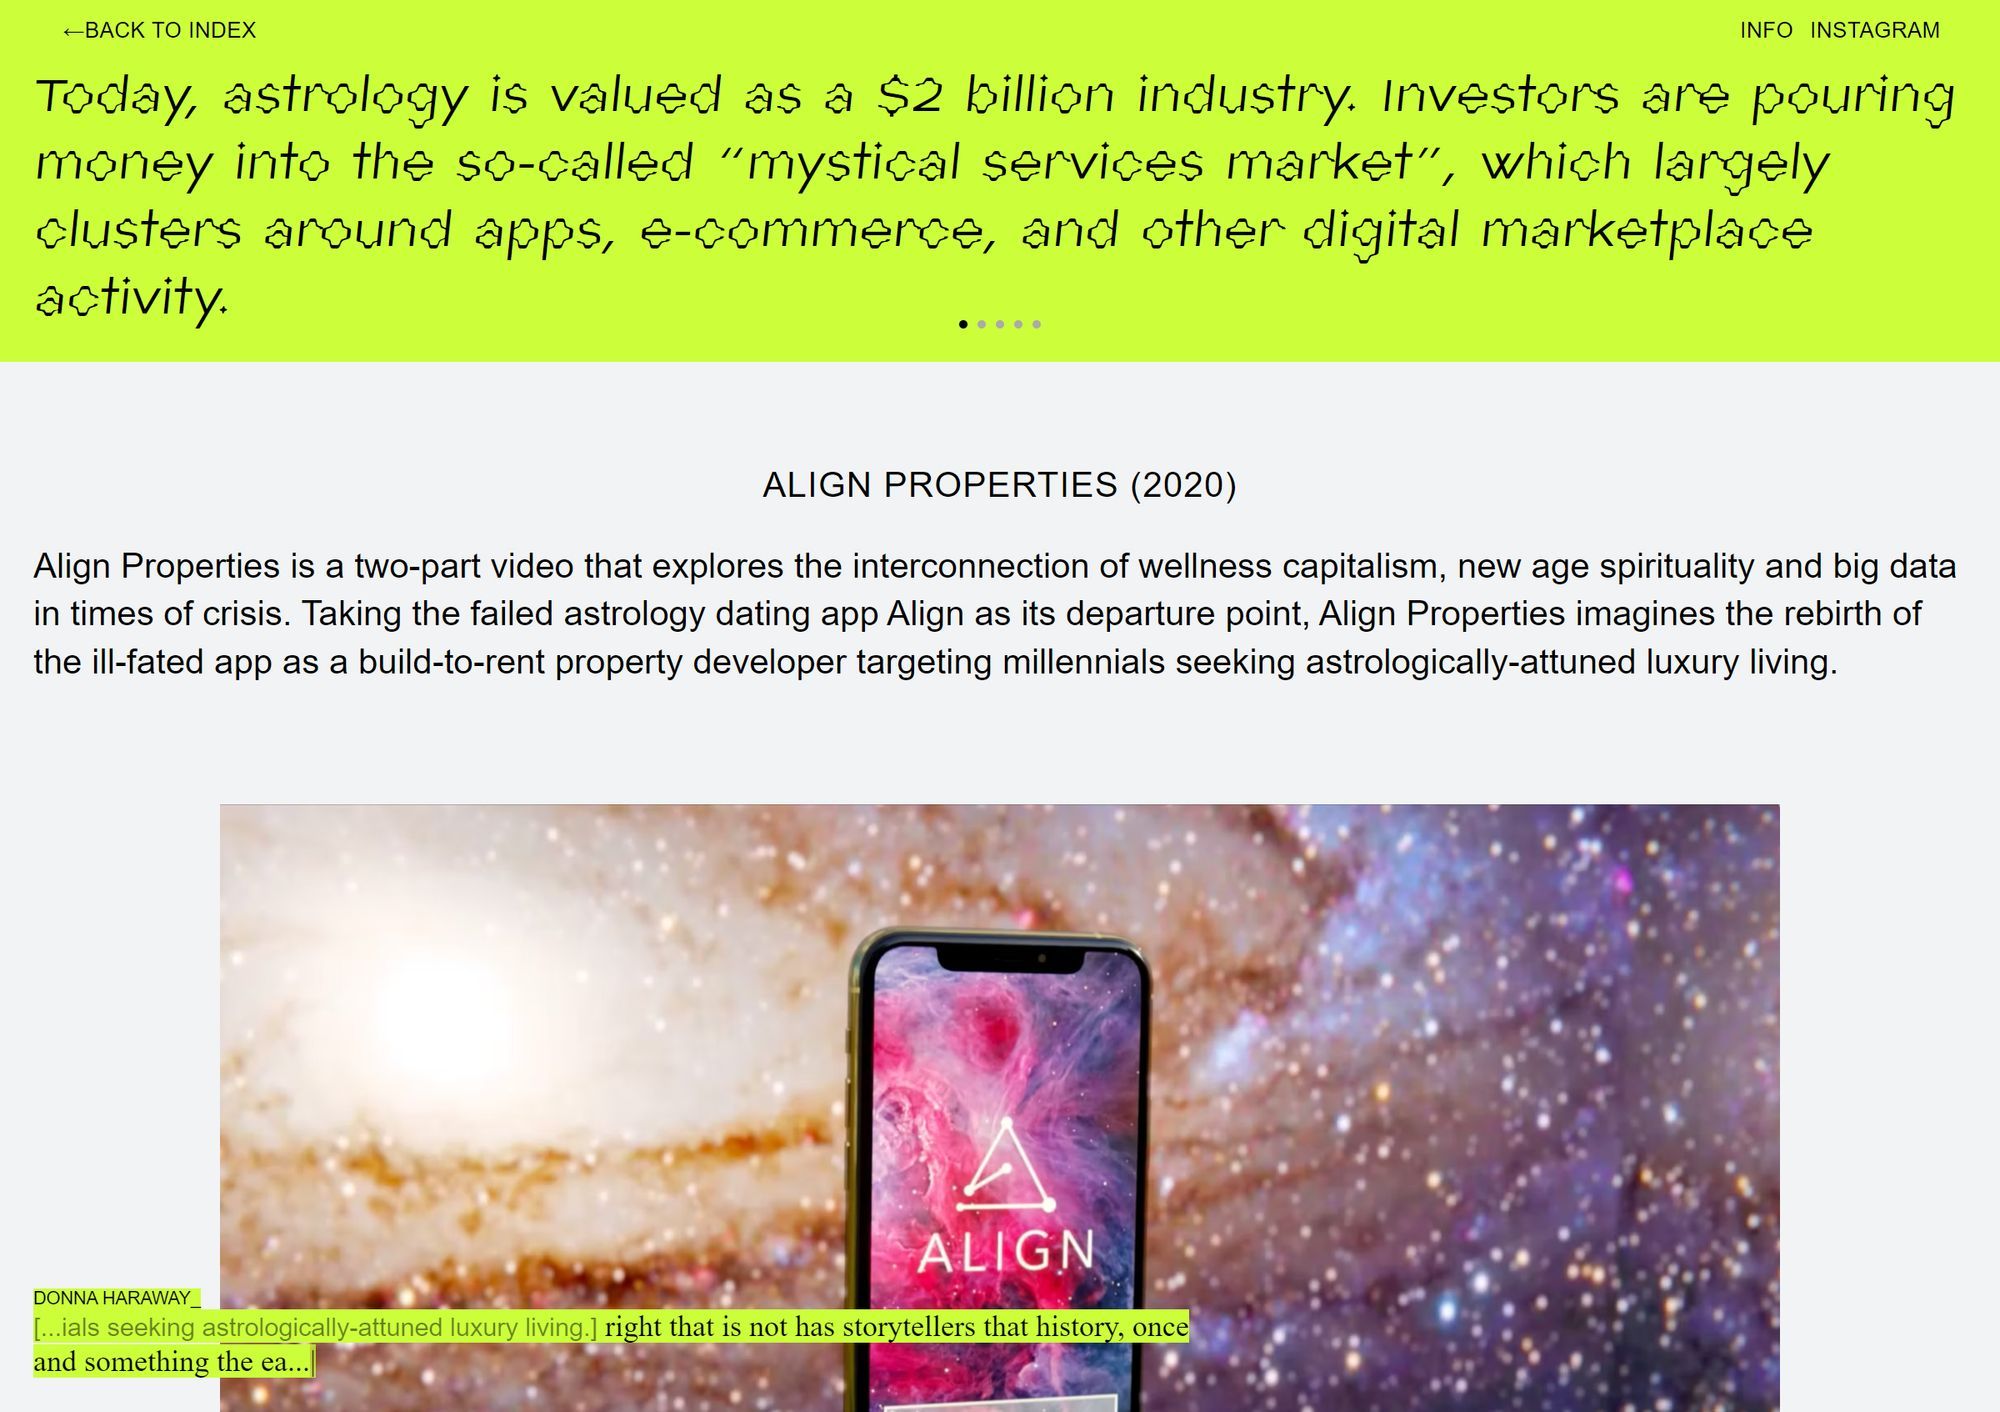 ←BACK TO INDEX
INFO INSTAGRAM
Today, astrology is valued as a $2 billion industry. Investors are pouring
money into the so-called “mystical services market”, which largely
clusters around apps, e-commerce, and other digital marketplace
activity.
ALIGN PROPERTIES (2020)
Align Properties is a two-part video that explores the interconnection of wellness capitalism, new age spirituality and big data
in times of crisis. Taking the failed astrology dating app Align as its departure point, Align Properties imagines the rebirth of
the ill-fated app as a build-to-rent property developer targeting millennials seeking astrologically-attuned luxury living.
ALIGN
DONNA HARAWAY_
[...ials seeking astrologically-attuned luxury living.] right that is not has storytellers that history, once
and something the ea...|